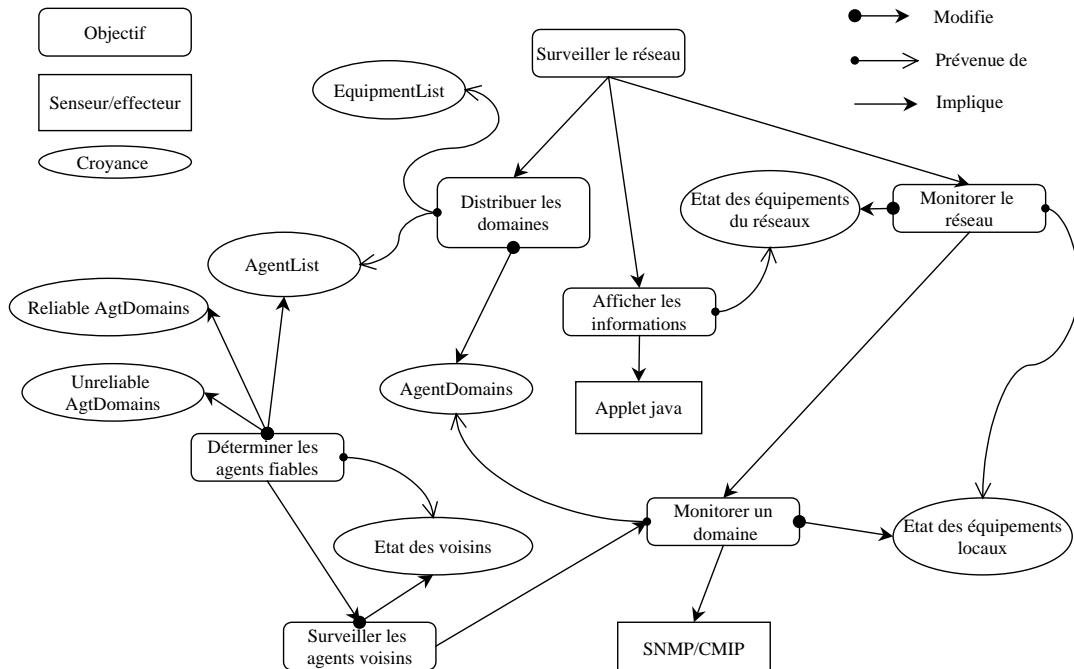 Objectif
Senseur/effecteur
Croyance
Modifie
Prévenue de
Implique
Surveiller le réseau
EquipmentList
Distribuer les
domaines
Etat des équipements
du réseaux
Monitorer le
réseau
AgentList
Reliable AgtDomains
Afficher les
informations
Unreliable
AgtDomains
AgentDomains
Applet java
Déterminer les
agents fiables
Monitorer un
domaine
Etat des équipements
locaux
Etat des voisins
Surveiller les
agents voisins
SNMP/CMIP